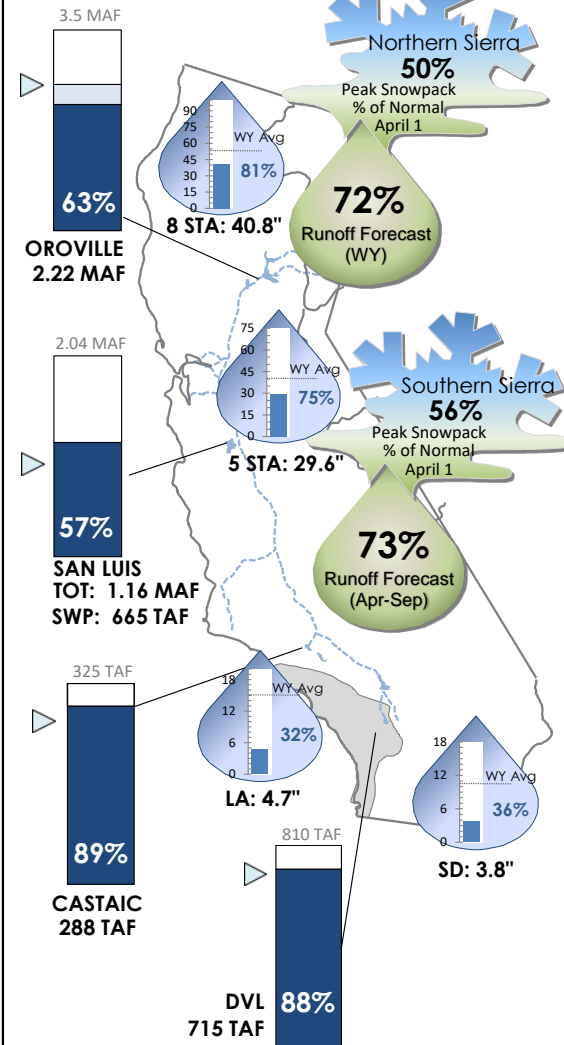 3.5 MAF
63%
OROVILLE
2.22 MAF
Northern Sierra
50%
Peak Snowpack
% of Normal
April 1
72%
Runoff Forecast
(WY)
90
75
60
45
30
15
0
WY Avg
81%
8 STA: 40.8"
2.04 MAF
57%
SAN LUIS
TOT: 1.16 MAF
SWP: 665 TAF
75
60
45
30
15
0
WY Avg
75%
5 STA: 29.6"
Southern Sierra
56%
Peak Snowpack
% of Normal
April 1
73%
Runoff Forecast
(Apr-Sep)
325 TAF
89%
CASTAIC
288 TAF
18
12
6
0
WY Avg
32%
LA: 4.7"
18
12
6
0
WY Avg
36%
SD: 3.8"
810 TAF
88%
DVL
715 TAF